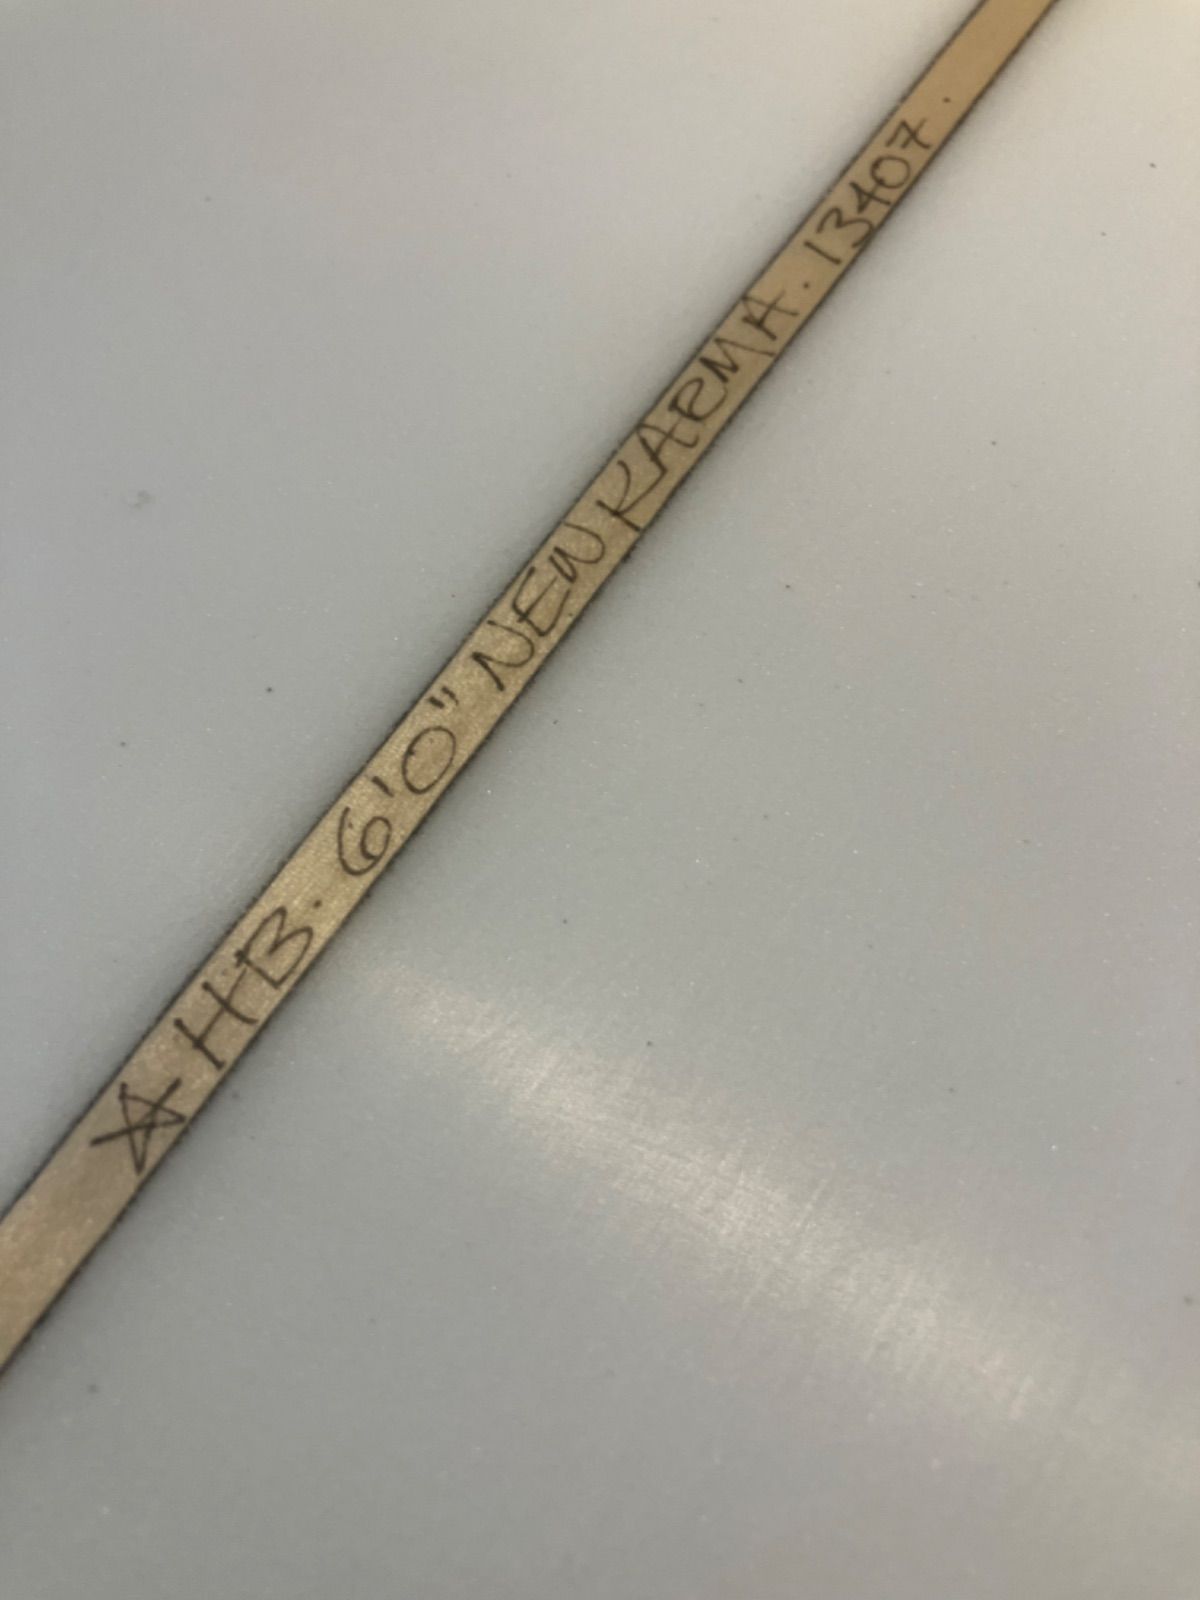 ☆ HB. 6'0" NEW KARMA. 13407.